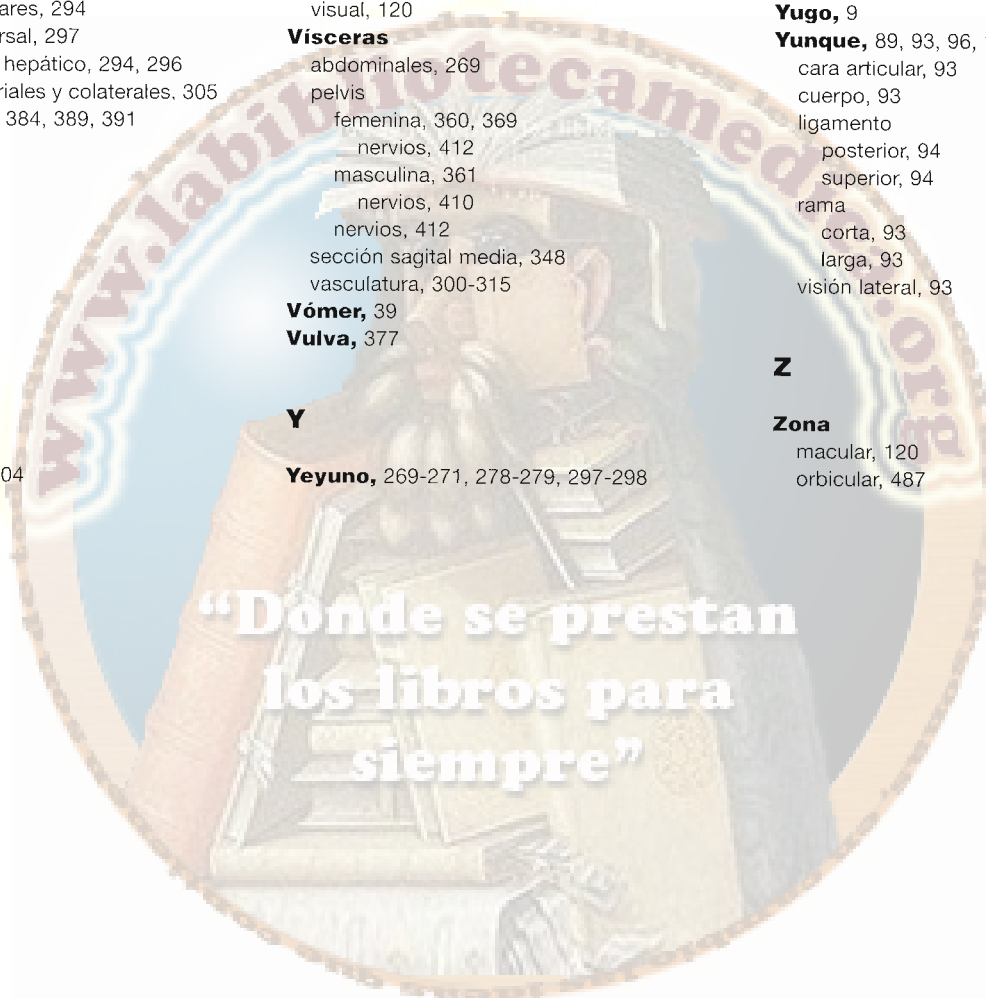 ares, 294
rsal, 297
hepático, 294, 296
riales y colaterales, 305
384, 389, 391
04
visual, 120
Vísceras
abdominales, 269
pelvis
femenina, 360, 369
nervios, 412
masculina, 361
nervios, 410
nervios, 412
sección sagital media, 348
vasculatura, 300-315
Vómer, 39
Vulva, 377
Y
Yeyuno, 269-271, 278-279, 297-298
Yugo, 9
Yunque, 89, 93, 96,
cara articular, 93
cuerpo, 93
ligamento
posterior, 94
superior, 94
rama
corta, 93
larga, 93
visión lateral, 93
Z
Zona
macular, 120
orbicular, 487
www.labibliotecamedica.org
“Donde se prestan
los libros para
siempre”